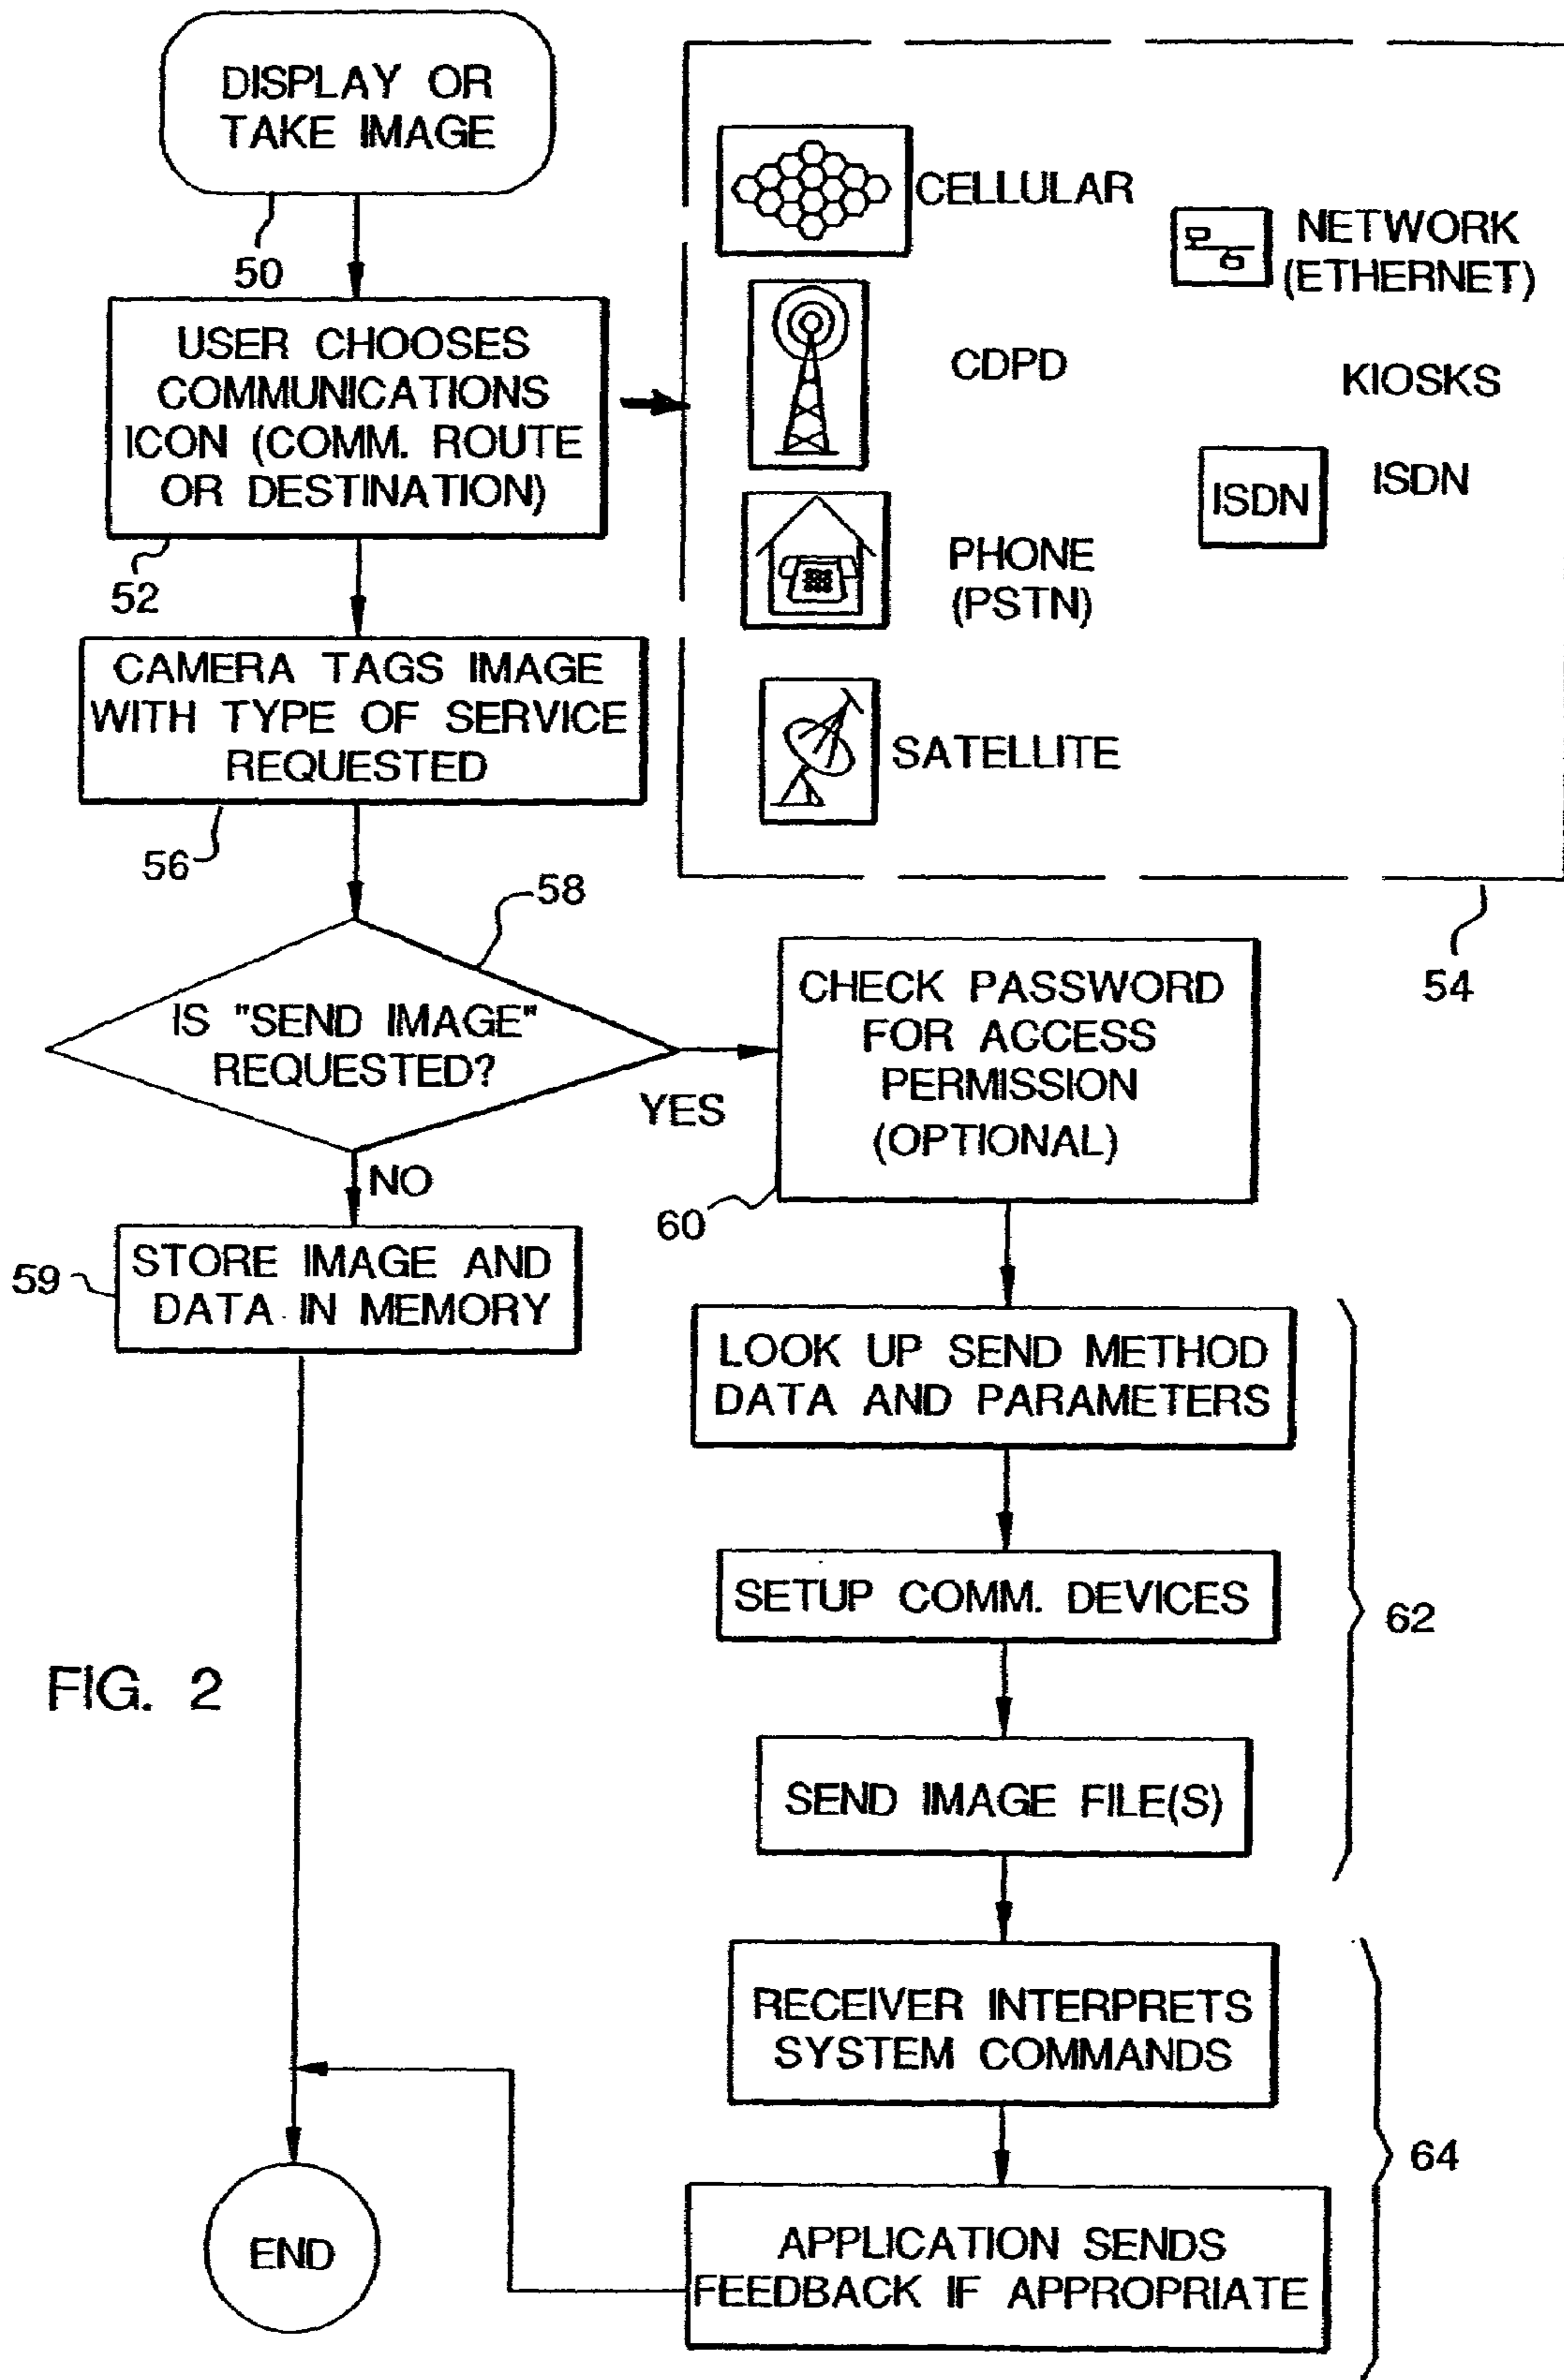 DISPLAY OR
TAKE IMAGE
50
USER CHOOSES
COMMUNICATIONS
ICON (COMM. ROUTE
OR DESTINATION)
52
CELLULAR
CDPD
PHONE
(PSTN)
SATELLITE
NETWORK
(ETHERNET)
KIOSKS
ISDN
ISDN
54
CAMERA TAGS IMAGE
WITH TYPE OF SERVICE
REQUESTED
56
58
IS "SEND IMAGE"
REQUESTED?
YES
NO
STORE IMAGE AND
DATA IN MEMORY
59
CHECK PASSWORD
FOR ACCESS
PERMISSION
(OPTIONAL)
60
LOOK UP SEND METHOD
DATA AND PARAMETERS
SETUP COMM. DEVICES
SEND IMAGE FILE(S)
62
RECEIVER INTERPRETS
SYSTEM COMMANDS
APPLICATION SENDS
FEEDBACK IF APPROPRIATE
64
END
FIG. 2